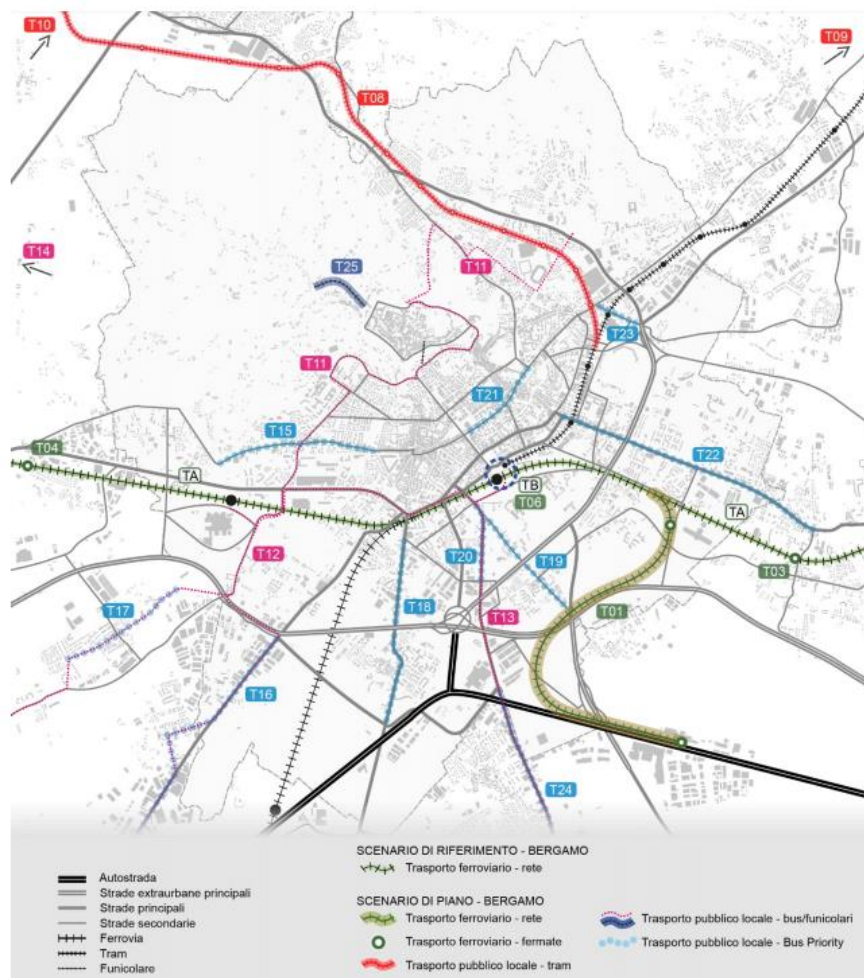 T10
T09
T08
T14
T11
T25
T23
T11
T21
T15
T04
TA
T22
TB
T06
TA
T12
T20
T19
T03
T17
T18
T13
T01
T16
T24
SCENARIO DI RIFERIMENTO - BERGAMO
Trasporto ferroviario - rete
Autostrada
Strade extraurbane principali
Strade principali
Strade secondarie
Ferrovia
Tram
Funicolare
SCENARIO DI PIANO - BERGAMO
Trasporto ferroviario - rete
Trasporto ferroviario - fermate
Trasporto pubblico locale - tram
Trasporto pubblico locale - bus/funicolari
Trasporto pubblico locale - Bus Priority